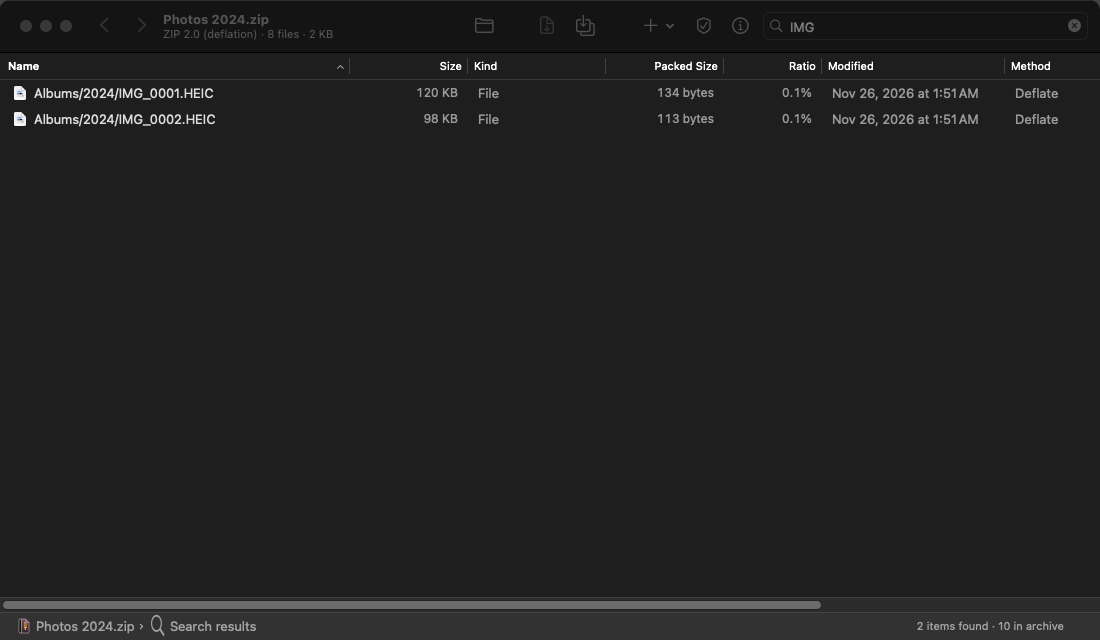 Photos 2024.zip
ZIP 2.0 (deflation) · 8 files · 2 KB
IMG
Name Size Kind Packed Size Ratio Modified Method
Albums/2024/IMG_0001.HEIC 120 KB File 134 bytes 0.1% Nov 26, 2026 at 1:51 AM Deflate
Albums/2024/IMG_0002.HEIC 98 KB File 113 bytes 0.1% Nov 26, 2026 at 1:51 AM Deflate
Photos 2024.zip › Search results 2 items found · 10 in archive